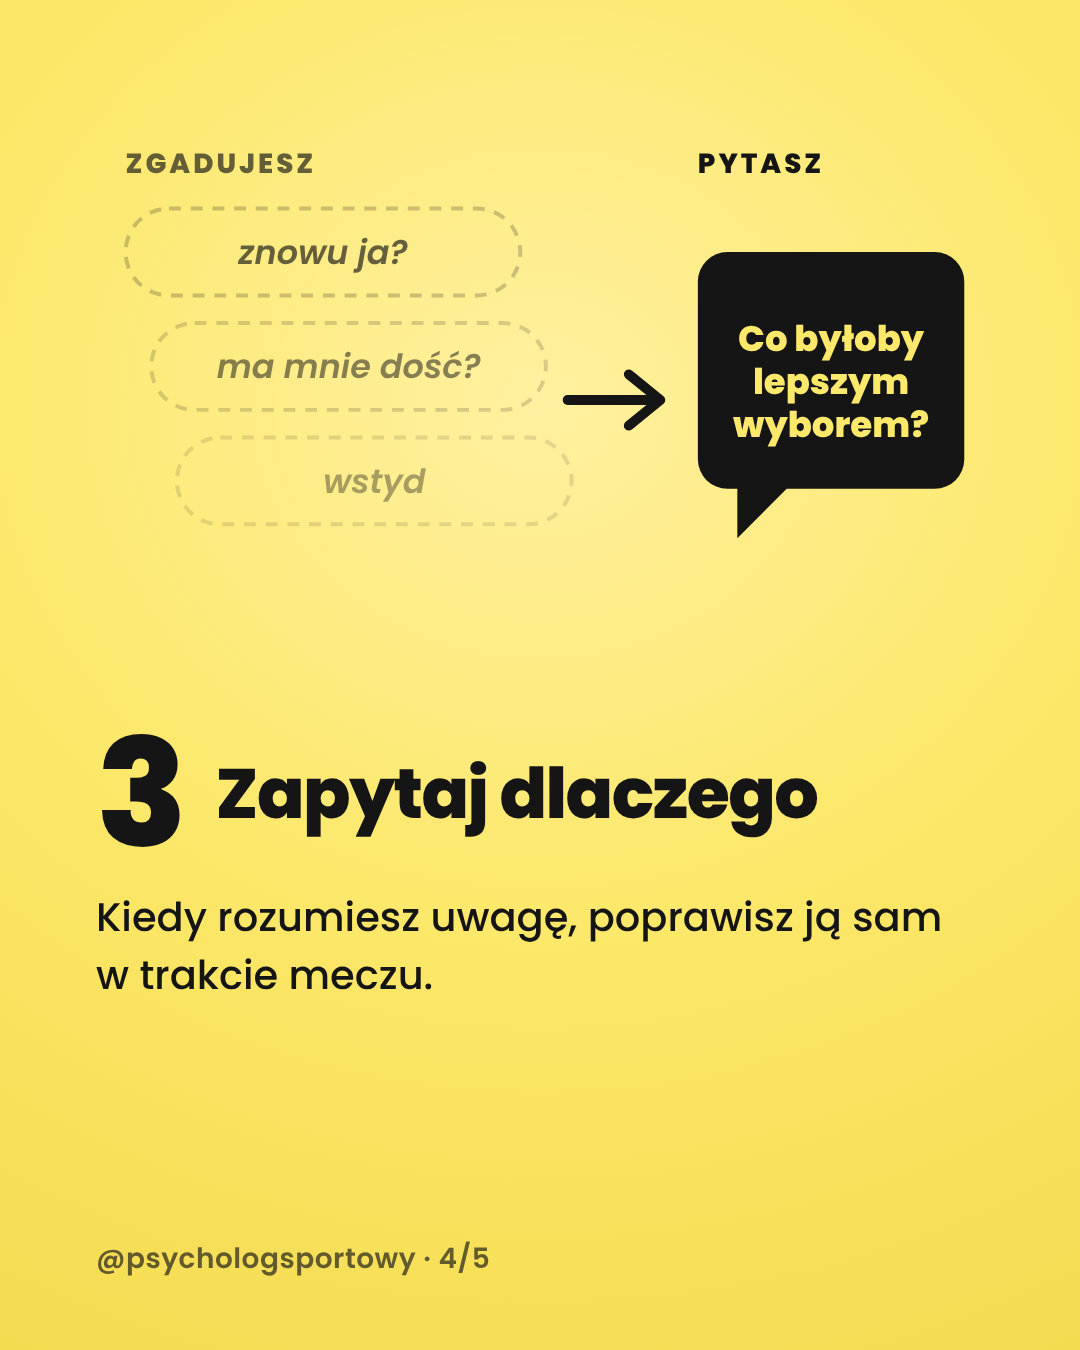 ZGADUJESZ
znowu ja?
ma mnie dość?
wstyd
PYTASZ
Co byłoby
lepszym
wyborem?
3 Zapytaj dlaczego
Kiedy rozumiesz uwagę, poprawisz ją sam
w trakcie meczu.
@psychologsportowy · 4/5